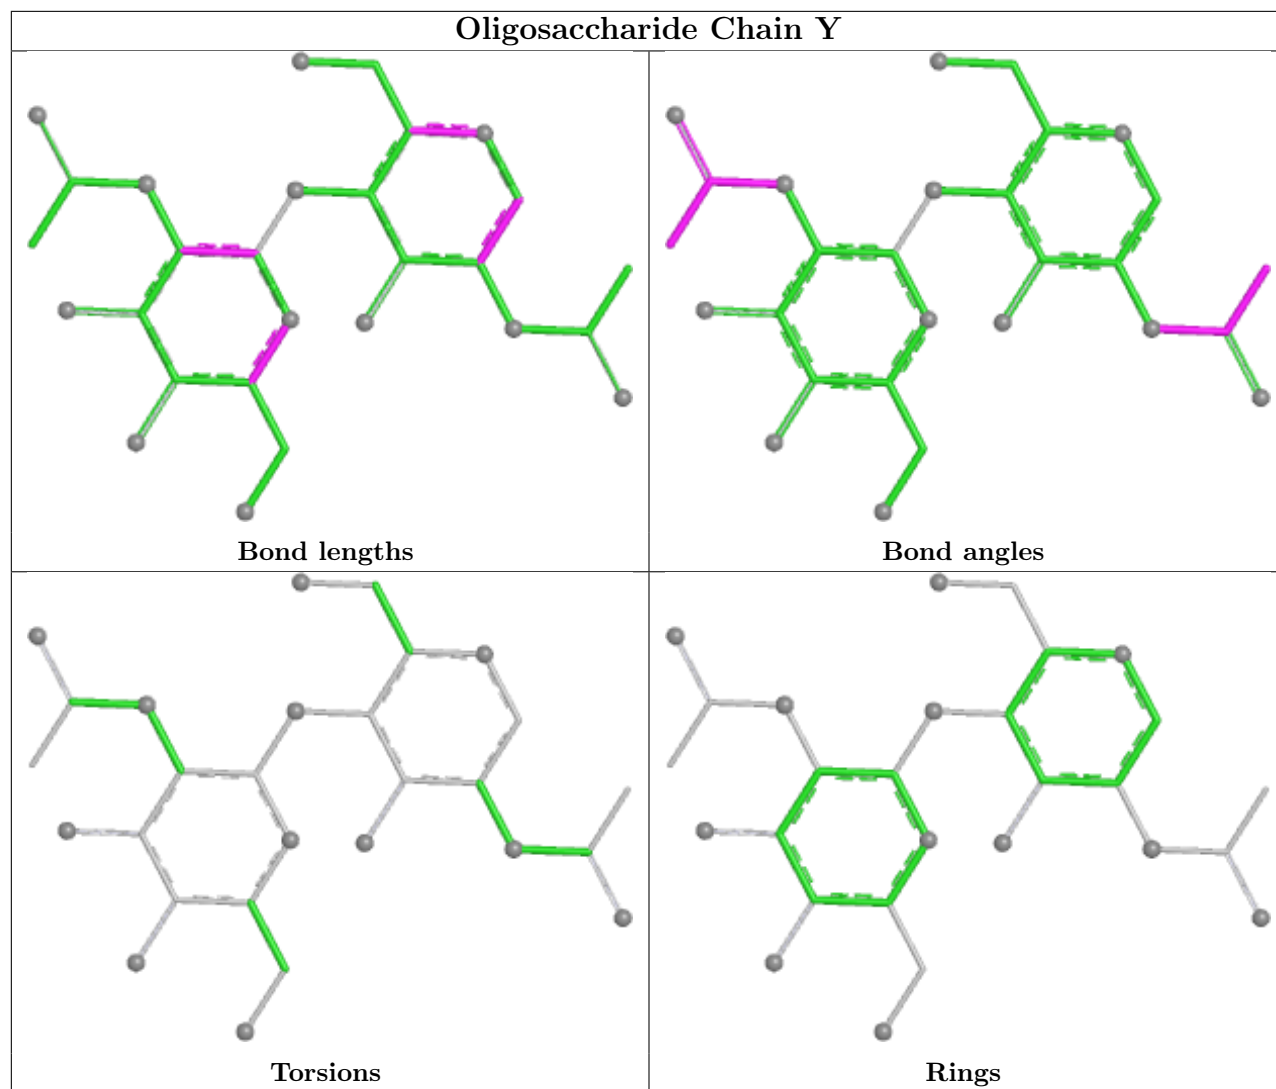 Oligosaccharide Chain Y
Bond lengths
Bond angles
Torsions
Rings